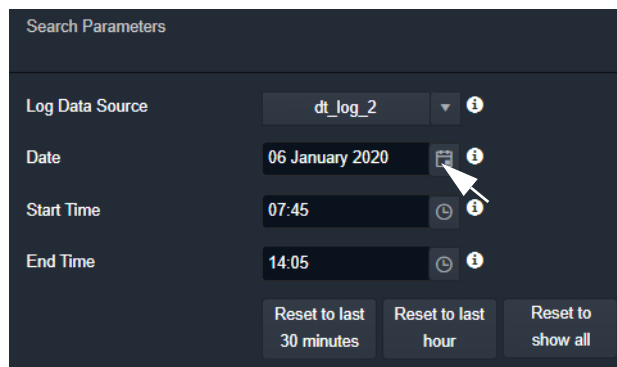 Search Parameters
Log Data Source
dt_log_2
Date
06 January 2020
Start Time
07:45
End Time
14:05
Reset to last
30 minutes
Reset to last
hour
Reset to
show all